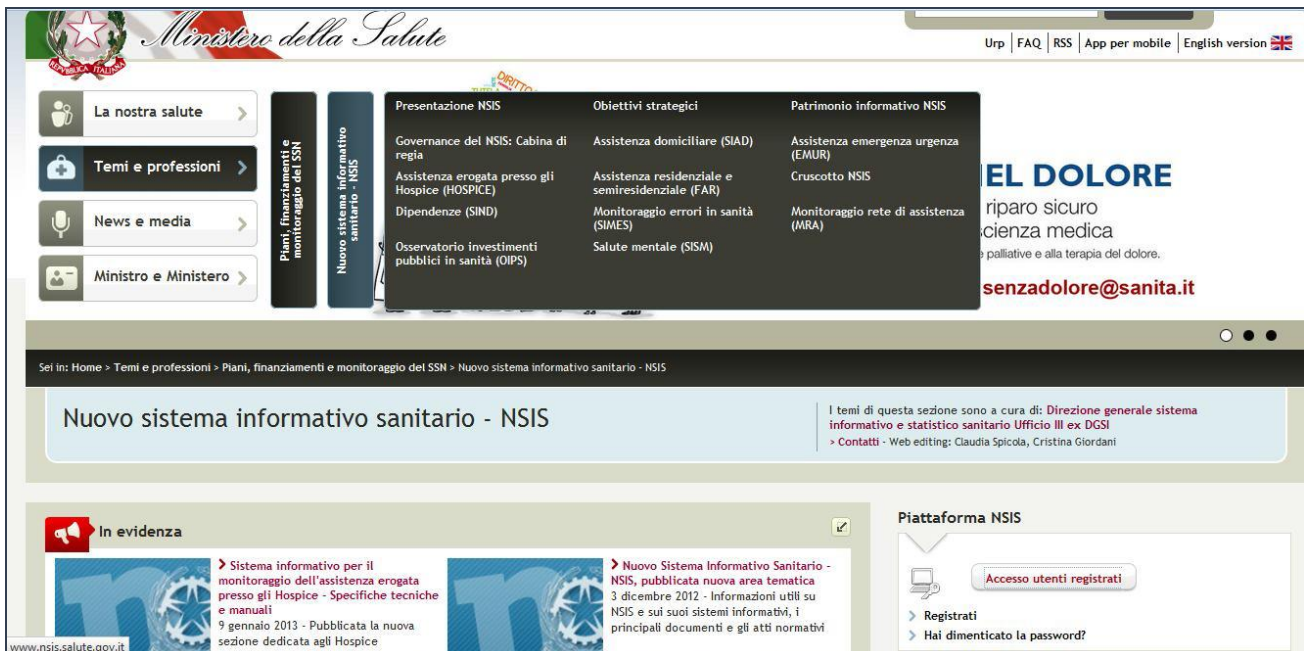 Ministero della Salute
REPVBBLICA ITALIANA
Urp | FAQ | RSS | App per mobile | English version
La nostra salute
Temi e professioni
News e media
Ministro e Ministero
Piani, finanziamenti e
monitoraggio del SSN
Nuovo sistema informativo
sanitario - NSIS
DIRITTO
Presentazione NSIS
Obiettivi strategici
Patrimonio informativo NSIS
Governance del NSIS: Cabina di
regia
Assistenza domiciliare (SIAD)
Assistenza emergenza urgenza
(EMUR)
Assistenza erogata presso gli
Hospice (HOSPICE)
Assistenza residenziale e
semiresidenziale (FAR)
Cruscotto NSIS
Dipendenze (SIND)
Monitoraggio errori in sanità
(SIMES)
Monitoraggio rete di assistenza
(MRA)
Osservatorio investimenti
pubblici in sanità (OIPS)
Salute mentale (SISM)
EL DOLORE
riparo sicuro
cienza medica
e palliative e alla terapia del dolore.
senzadolore@sanita.it
Sei in: Home > Temi e professioni > Piani, finanziamenti e monitoraggio del SSN > Nuovo sistema informativo sanitario - NSIS
Nuovo sistema informativo sanitario - NSIS
I temi di questa sezione sono a cura di: Direzione generale sistema
informativo e statistico sanitario Ufficio III ex DGSI
> Contatti - Web editing: Claudia Spicola, Cristina Giordani
In evidenza
> Sistema informativo per il
monitoraggio dell'assistenza erogata
presso gli Hospice - Specifiche tecniche
e manuali
9 gennaio 2013 - Pubblicata la nuova
sezione dedicata agli Hospice
> Nuovo Sistema Informativo Sanitario -
NSIS, pubblicata nuova area tematica
3 dicembre 2012 - Informazioni utili su
NSIS e sui suoi sistemi informativi, i
principali documenti e gli atti normativi
Piattaforma NSIS
Accesso utenti registrati
> Registrati
> Hai dimenticato la password?
www.nsis.salute.gov.it